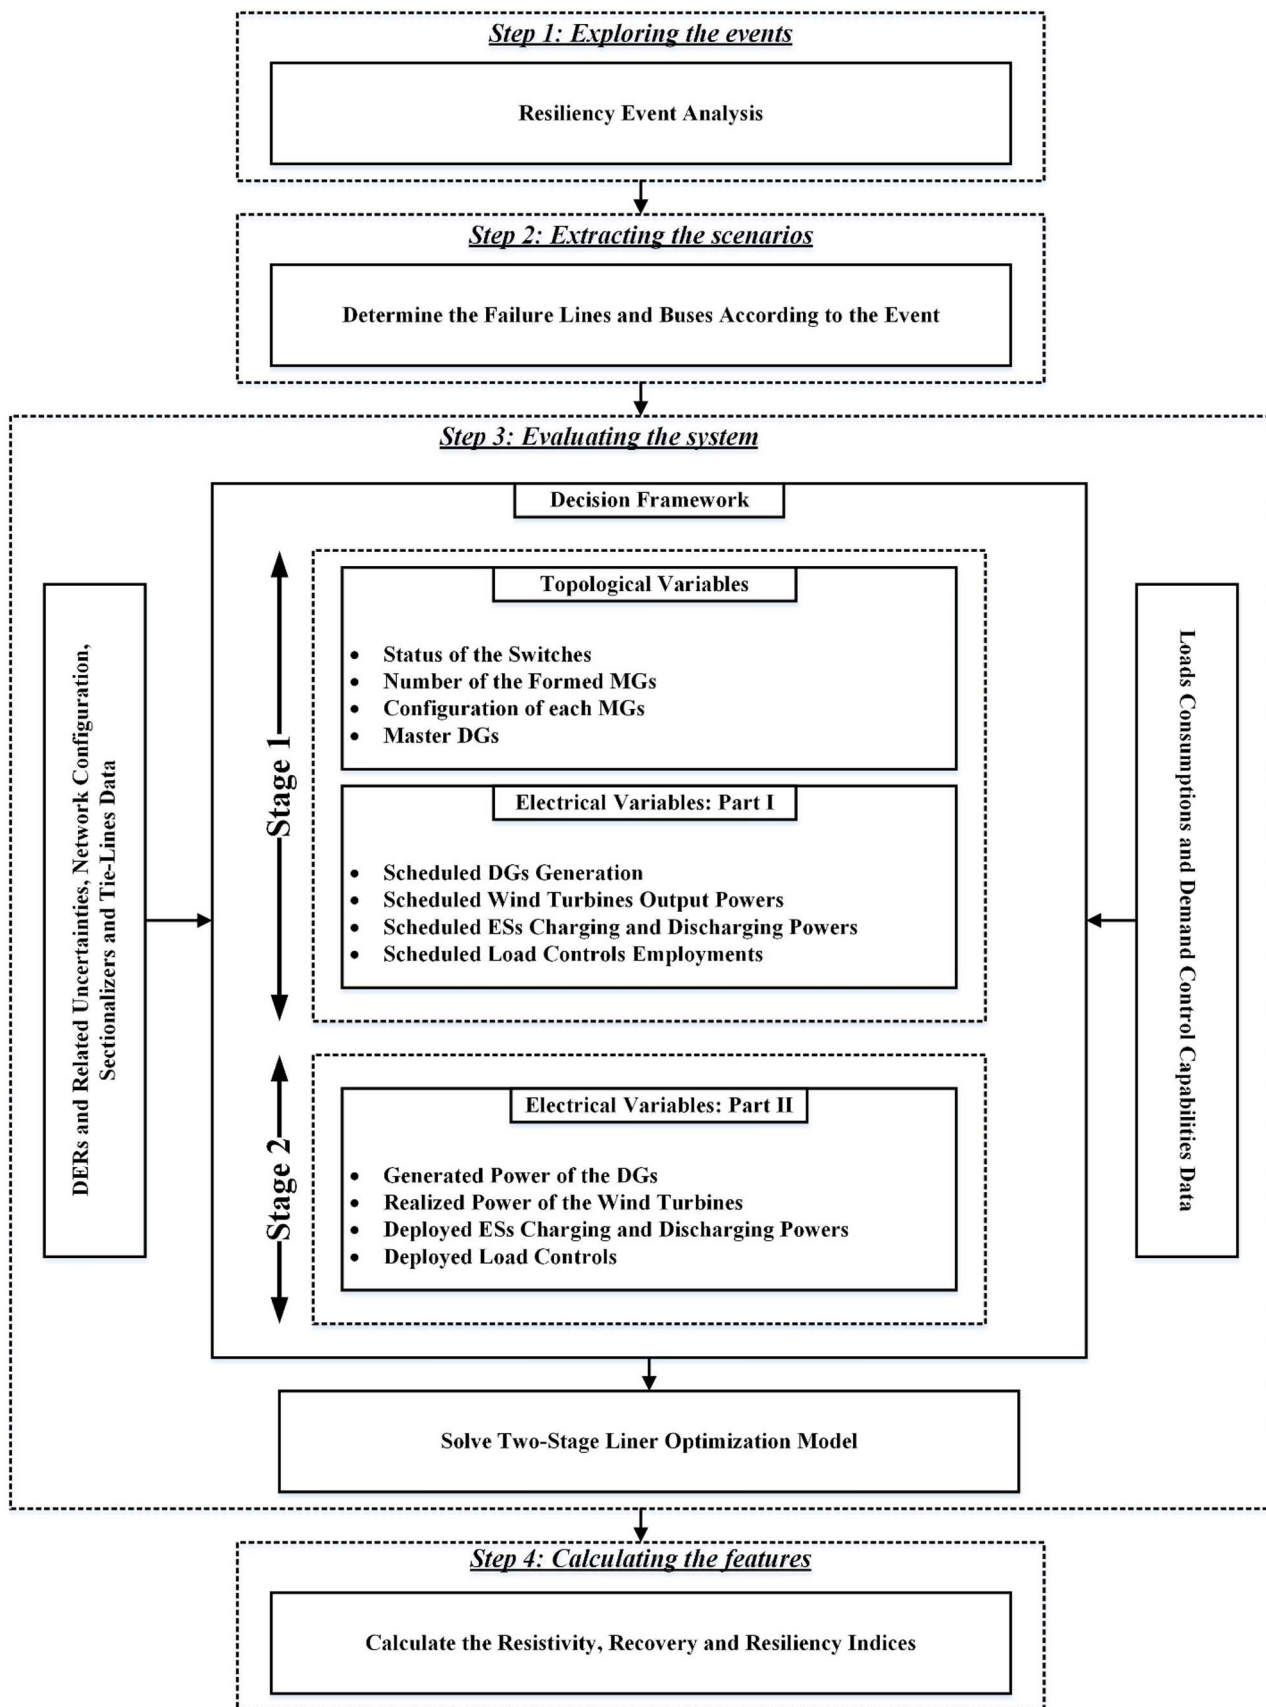 Step 1: Exploring the events
Resiliency Event Analysis
Step 2: Extracting the scenarios
Determine the Failure Lines and Buses According to the Event
Step 3: Evaluating the system
DERs and Related Uncertainties, Network Configuration,
Sectionalizers and Tie-Lines Data
Decision Framework
Stage 1
Topological Variables
• Status of the Switches
• Number of the Formed MGs
• Configuration of each MGs
• Master DGs
Electrical Variables: Part I
• Scheduled DGs Generation
• Scheduled Wind Turbines Output Powers
• Scheduled ESs Charging and Discharging Powers
• Scheduled Load Controls Employments
Stage 2
Electrical Variables: Part II
• Generated Power of the DGs
• Realized Power of the Wind Turbines
• Deployed ESs Charging and Discharging Powers
• Deployed Load Controls
Loads Consumptions and Demand Control Capabilities Data
Solve Two-Stage Liner Optimization Model
Step 4: Calculating the features
Calculate the Resistivity, Recovery and Resiliency Indices